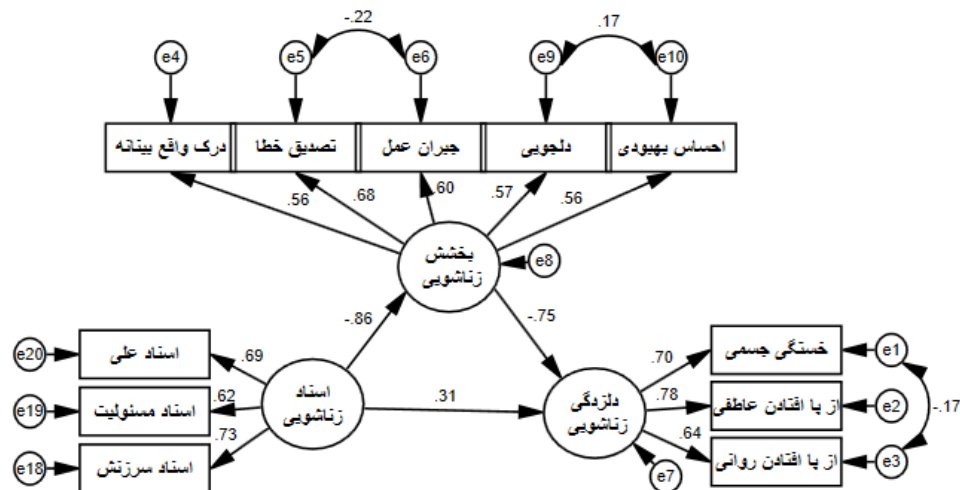 -.22
.17
e4
e5
e6
e9
e10
درک واقع بینانه
تصدیق خطا
جبران عمل
دلجویی
احساس بهبودی
.56
.68
.60
.57
.56
بخشش
زناشویی
e8
-.86
-.75
e20
اسناد علی
.69
e19
اسناد مسئولیت
.62
e18
اسناد سرزنش
.73
اسناد
زناشویی
.31
دلزدگی
زناشویی
e7
.70
خستگی جسمی
e1
.78
از پا افتادن عاطفی
e2
.64
از پا افتادن روانی
e3
-.17